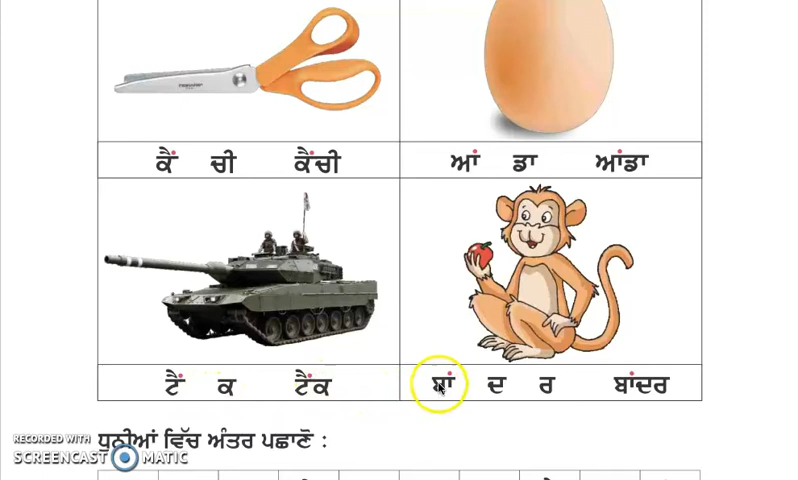 ਕੈਂ ਚੀ ਕੈਂਚੀ
ਆਂ ਡਾ ਆਂਡਾ
ਟੈਂ ਕ ਟੈਂਕ
ਬਾਂ ਦ ਰ ਬਾਂਦਰ
ਧੁਨੀਆਂ ਵਿੱਚ ਅੰਤਰ ਪਛਾਣੋ :
RECORDED WITH
SCREENCAST MATIC